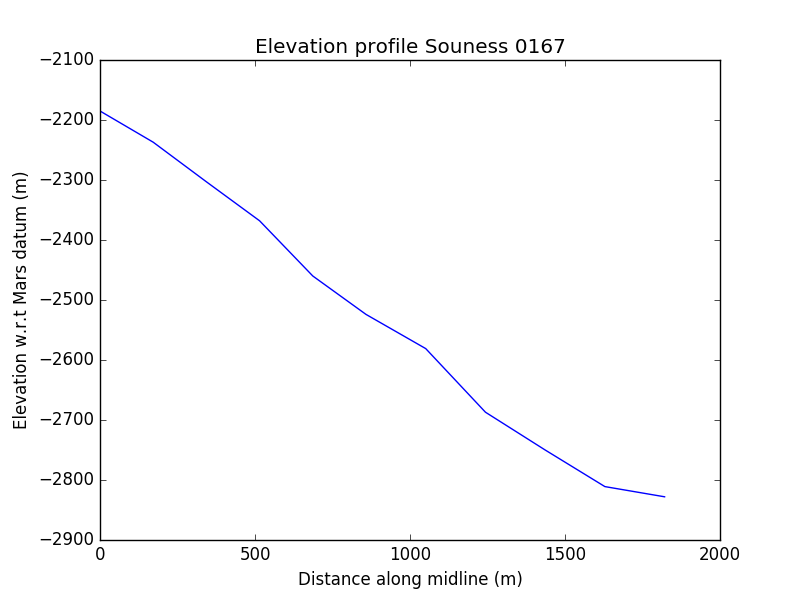 Elevation profile Souness 0167
−2100
−2200
−2300
−2400
−2500
−2600
−2700
−2800
−2900
Elevation w.r.t Mars datum (m)
0 500 1000 1500 2000
Distance along midline (m)